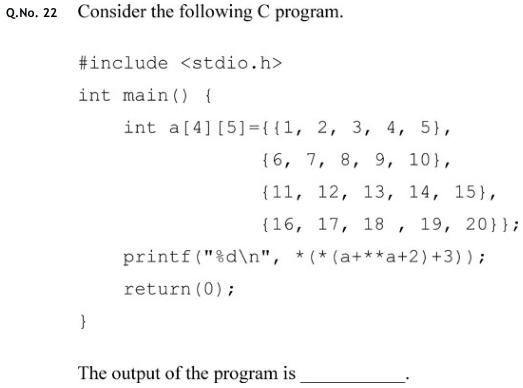 Q.No. 22 Consider the following C program.
#include <stdio.h>
int main() {
int a[4][5]={{1, 2, 3, 4, 5},
{6, 7, 8, 9, 10},
{11, 12, 13, 14, 15},
{16, 17, 18 , 19, 20}};
printf("%d\n", *(*(a+**a+2)+3));
return(0);
}
The output of the program is __________.